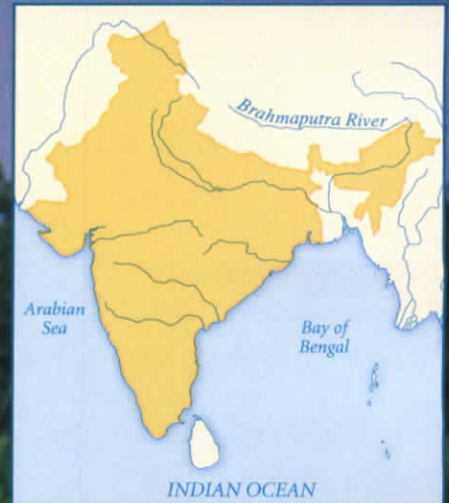 Brahmaputra River
Arabian
Sea
Bay of
Bengal
INDIAN OCEAN